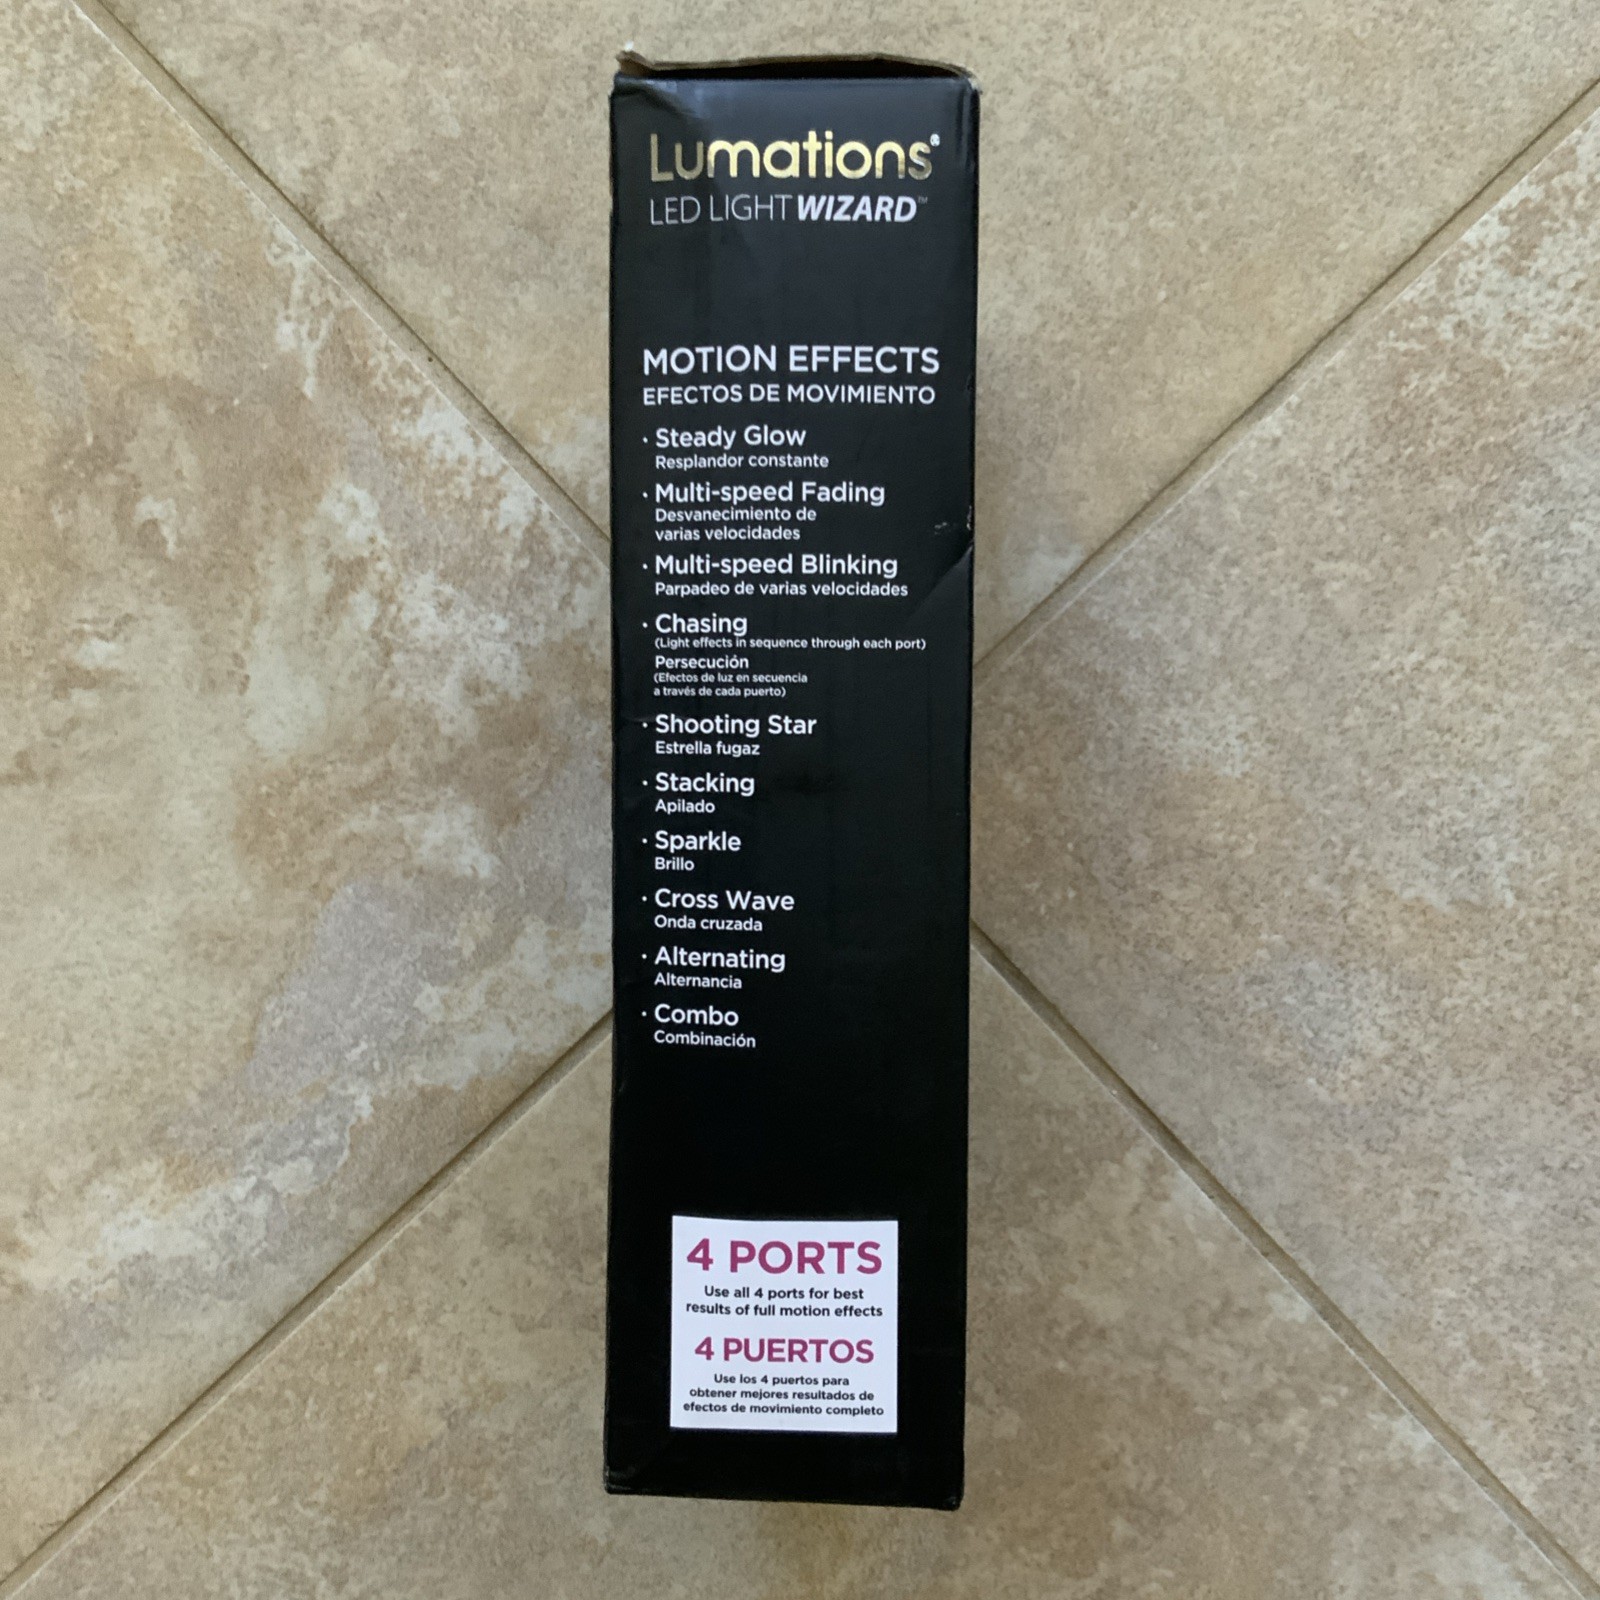 Lumations®
LED LIGHT WIZARD™
MOTION EFFECTS
EFECTOS DE MOVIMIENTO
· Steady Glow
Resplandor constante
· Multi-speed Fading
Desvanecimiento de
varias velocidades
· Multi-speed Blinking
Parpadeo de varias velocidades
· Chasing
(Light effects in sequence through each port)
Persecución
(Efectos de luz en secuencia
a través de cada puerto)
· Shooting Star
Estrella fugaz
· Stacking
Apilado
· Sparkle
Brillo
· Cross Wave
Onda cruzada
· Alternating
Alternancia
· Combo
Combinación
4 PORTS
Use all 4 ports for best
results of full motion effects
4 PUERTOS
Use los 4 puertos para
obtener mejores resultados de
efectos de movimiento completo